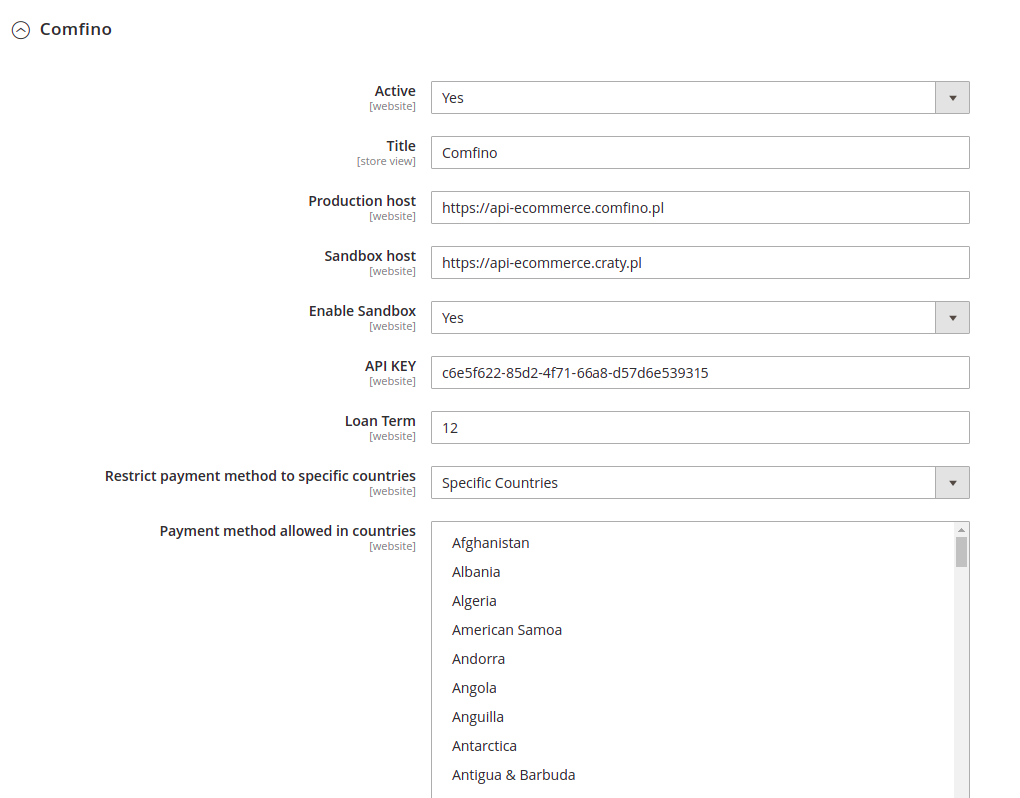 Comfino
Active
[website]
Yes
Title
[store view]
Comfino
Production host
[website]
https://api-ecommerce.comfino.pl
Sandbox host
[website]
https://api-ecommerce.craty.pl
Enable Sandbox
[website]
Yes
API KEY
[website]
c6e5f622-85d2-4f71-66a8-d57d6e539315
Loan Term
[website]
12
Restrict payment method to specific countries
[website]
Specific Countries
Payment method allowed in countries
[website]
Afghanistan
Albania
Algeria
American Samoa
Andorra
Angola
Anguilla
Antarctica
Antigua & Barbuda